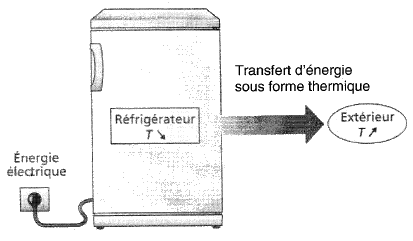 Transfert d'énergie
sous forme thermique
Réfrigérateur
T ↘
Extérieur
T ↗
Énergie
électrique